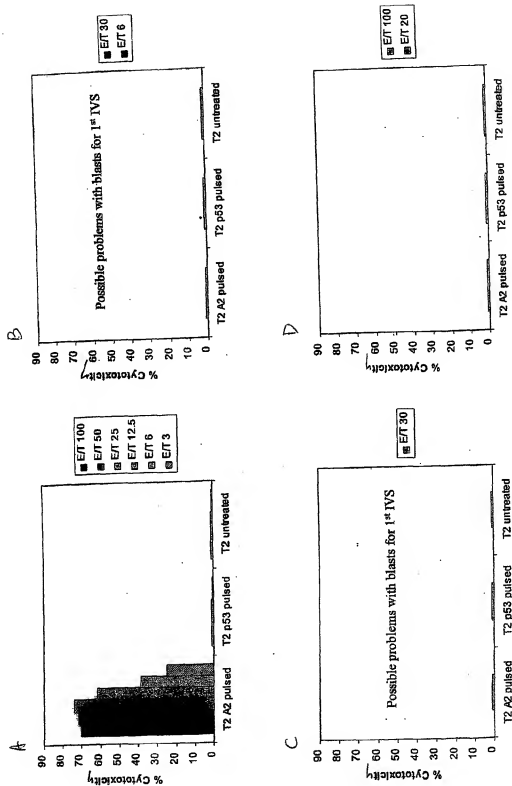 A
% Cytotoxicity
90
80
70
60
50
40
30
20
10
0
T2 A2 pulsed
T2 p53 pulsed
T2 untreated
E/T 100
E/T 50
E/T 25
E/T 12.5
E/T 6
E/T 3
B
Possible problems with blasts for 1st IVS
% Cytotoxicity
90
80
70
60
50
40
30
20
10
0
T2 A2 pulsed
T2 p53 pulsed
T2 untreated
E/T 30
E/T 6
C
Possible problems with blasts for 1st IVS
% Cytotoxicity
90
80
70
60
50
40
30
20
10
0
T2 A2 pulsed
T2 p53 pulsed
T2 untreated
E/T 30
D
% Cytotoxicity
90
80
70
60
50
40
30
20
10
0
T2 A2 pulsed
T2 p53 pulsed
T2 untreated
E/T 100
E/T 20